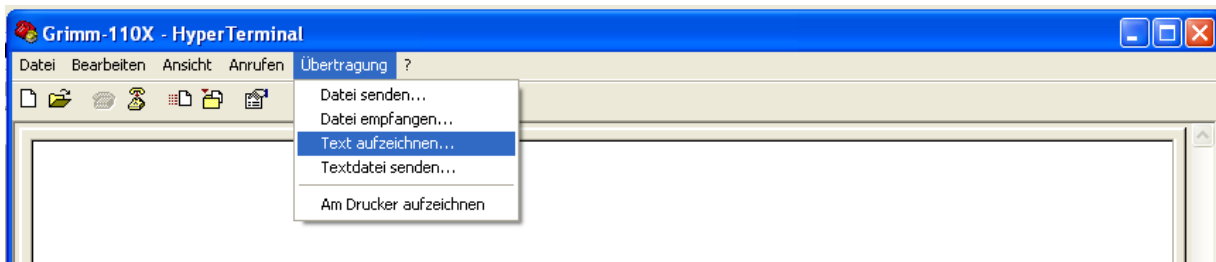 Grimm-110X - HyperTerminal
Datei Bearbeiten Ansicht Anrufen Übertragung ?
Datei senden...
Datei empfangen...
Text aufzeichnen...
Textdatei senden...
Am Drucker aufzeichnen